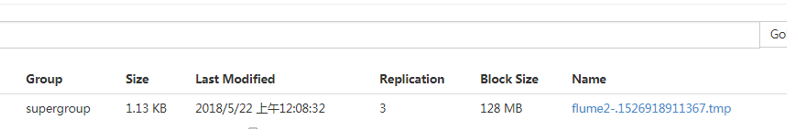 Go
Group Size Last Modified Replication Block Size Name
supergroup 1.13 KB 2018/5/22 上午12:08:32 3 128 MB flume2-.1526918911367.tmp